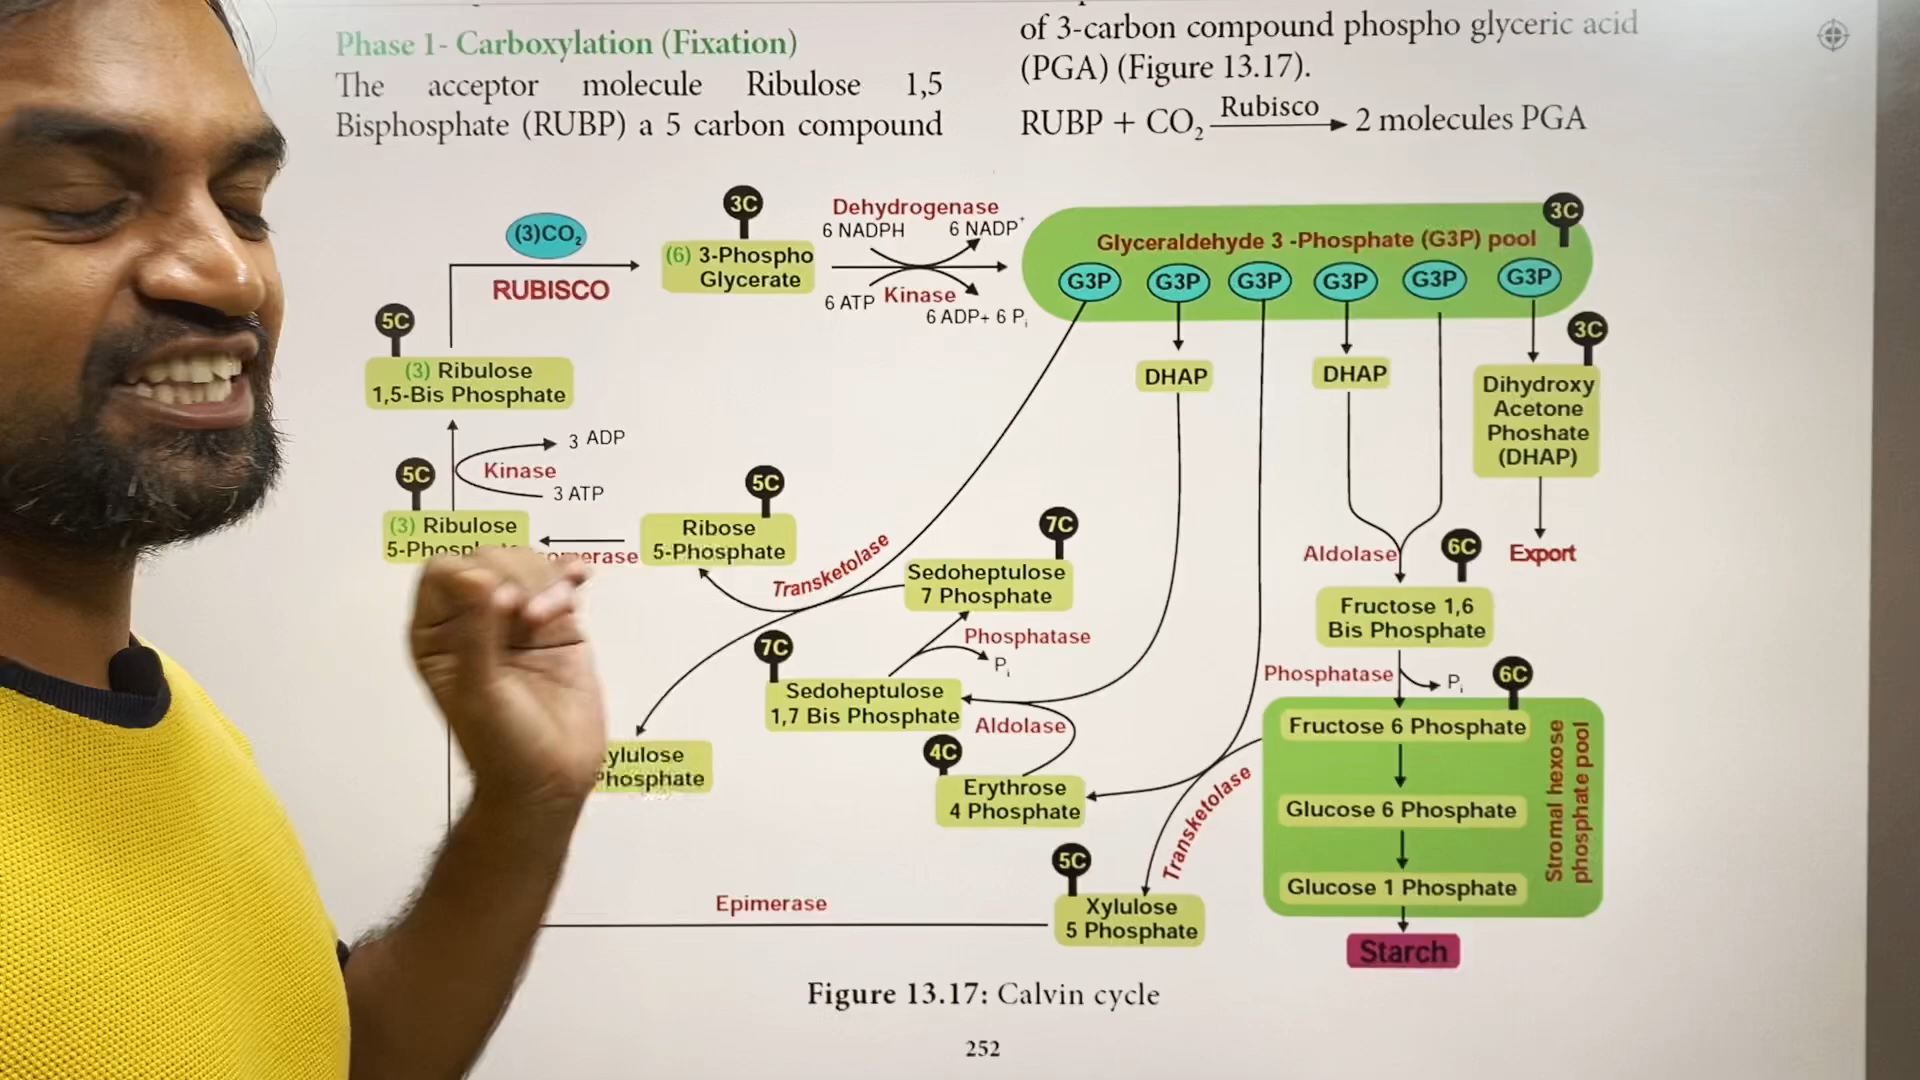 Phase 1- Carboxylation (Fixation)
The acceptor molecule Ribulose 1,5
Bisphosphate (RUBP) a 5 carbon compound
of 3-carbon compound phospho glyceric acid
(PGA) (Figure 13.17).
RUBP + CO₂ Rubisco 2 molecules PGA
(3)CO₂
RUBISCO
3C
(6) 3-Phospho
Glycerate
Dehydrogenase
6 NADPH 6 NADP⁺
6 ATP Kinase
6 ADP+ 6 Pᵢ
3C
Glyceraldehyde 3 -Phosphate (G3P) pool
G3P G3P G3P G3P G3P G3P
5C
(3) Ribulose
1,5-Bis Phosphate
3 ADP
Kinase
3 ATP
5C
(3) Ribulose
5C
Ribose
5-Phosphate
DHAP
DHAP
3C
Dihydroxy
Acetone
Phoshate
(DHAP)
Export
Transketolase
7C
Sedoheptulose
7 Phosphate
Phosphatase
Pᵢ
7C
Sedoheptulose
1,7 Bis Phosphate
Aldolase
4C
Erythrose
4 Phosphate
Aldolase
6C
Fructose 1,6
Bis Phosphate
Phosphatase
Pᵢ
6C
Fructose 6 Phosphate
Glucose 6 Phosphate
Glucose 1 Phosphate
Stromal hexose
phosphate pool
Starch
Transketolase
5C
Xylulose
5 Phosphate
Epimerase
Figure 13.17: Calvin cycle
252